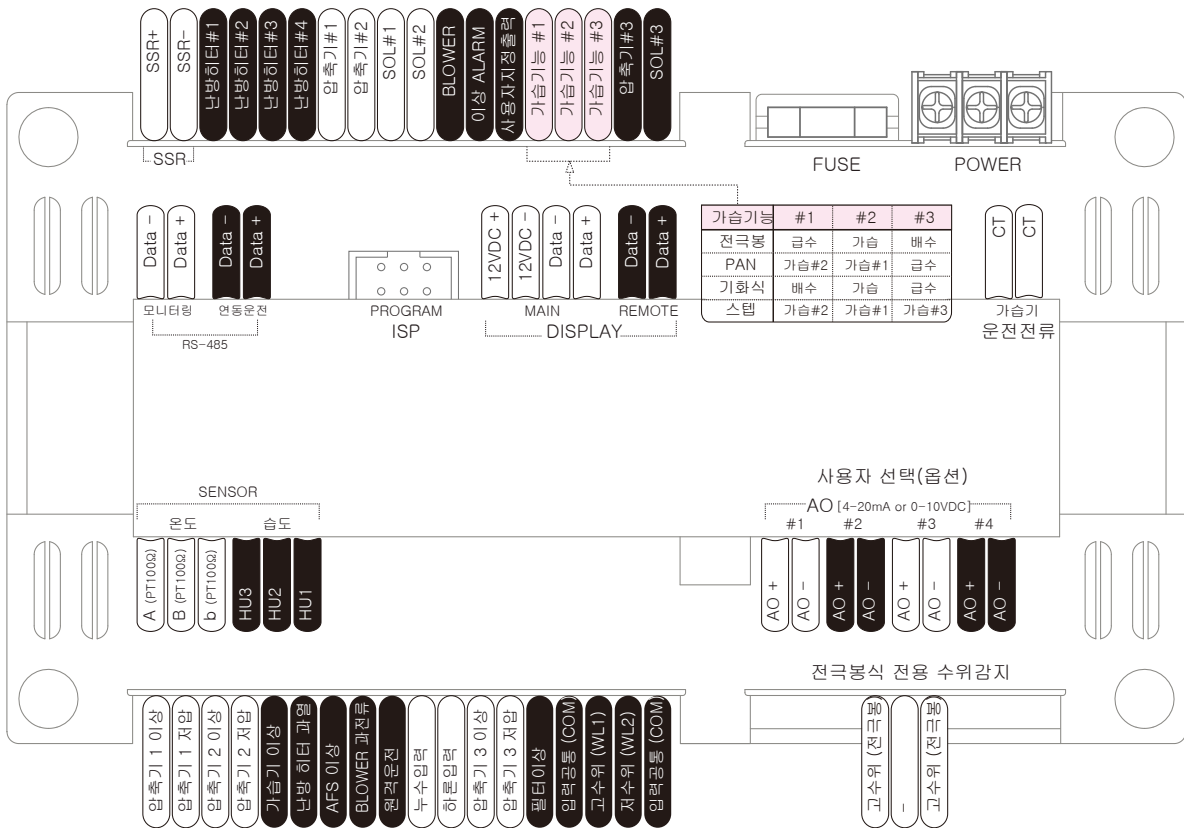 SSR+
SSR-
난방히터#1
난방히터#2
난방히터#3
난방히터#4
압축기#1
압축기#2
SOL#1
SOL#2
BLOWER
이상 ALARM
사용자지정출력
가습기능 #1
가습기능 #2
가습기능 #3
압축기#3
SOL#3
SSR
FUSE
POWER
Data -
Data +
Data -
Data +
12VDC +
12VDC -
Data -
Data +
Data -
Data +
가습기능 #1 #2 #3
전극봉 급수 가습 배수
PAN 가습#2 가습#1 급수
기화식 배수 가습 급수
스텝 가습#2 가습#1 가습#3
CT
CT
모니터링 연동운전
RS-485
PROGRAM
ISP
MAIN REMOTE
DISPLAY
가습기
운전전류
SENSOR
온도 습도
사용자 선택(옵션)
AO [4-20mA or 0-10VDC]
#1 #2 #3 #4
A (PT100Ω)
B (PT100Ω)
b (PT100Ω)
HU3
HU2
HU1
AO +
AO -
AO +
AO -
AO +
AO -
AO +
AO -
전극봉식 전용 수위감지
압축기 1 이상
압축기 1 저압
압축기 2 이상
압축기 2 저압
가습기 이상
난방 히터 과열
AFS 이상
BLOWER 과전류
원격운전
누수입력
하론입력
압축기 3 이상
압축기 3 저압
필터이상
입력공통 (COM)
고수위 (WL1)
저수위 (WL2)
입력공통 (COM)
고수위 (전극봉
-
고수위 (전극봉